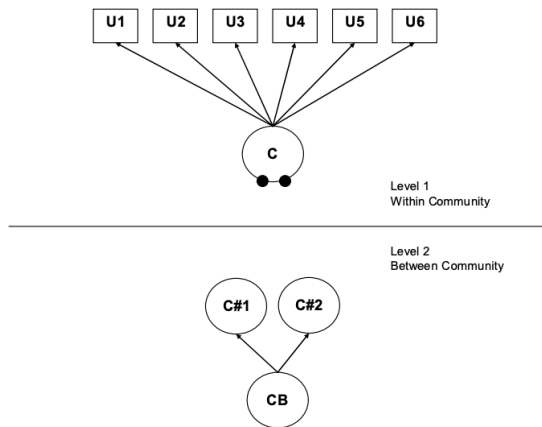 U1 U2 U3 U4 U5 U6
C
Level 1
Within Community
Level 2
Between Community
C#1 C#2
CB